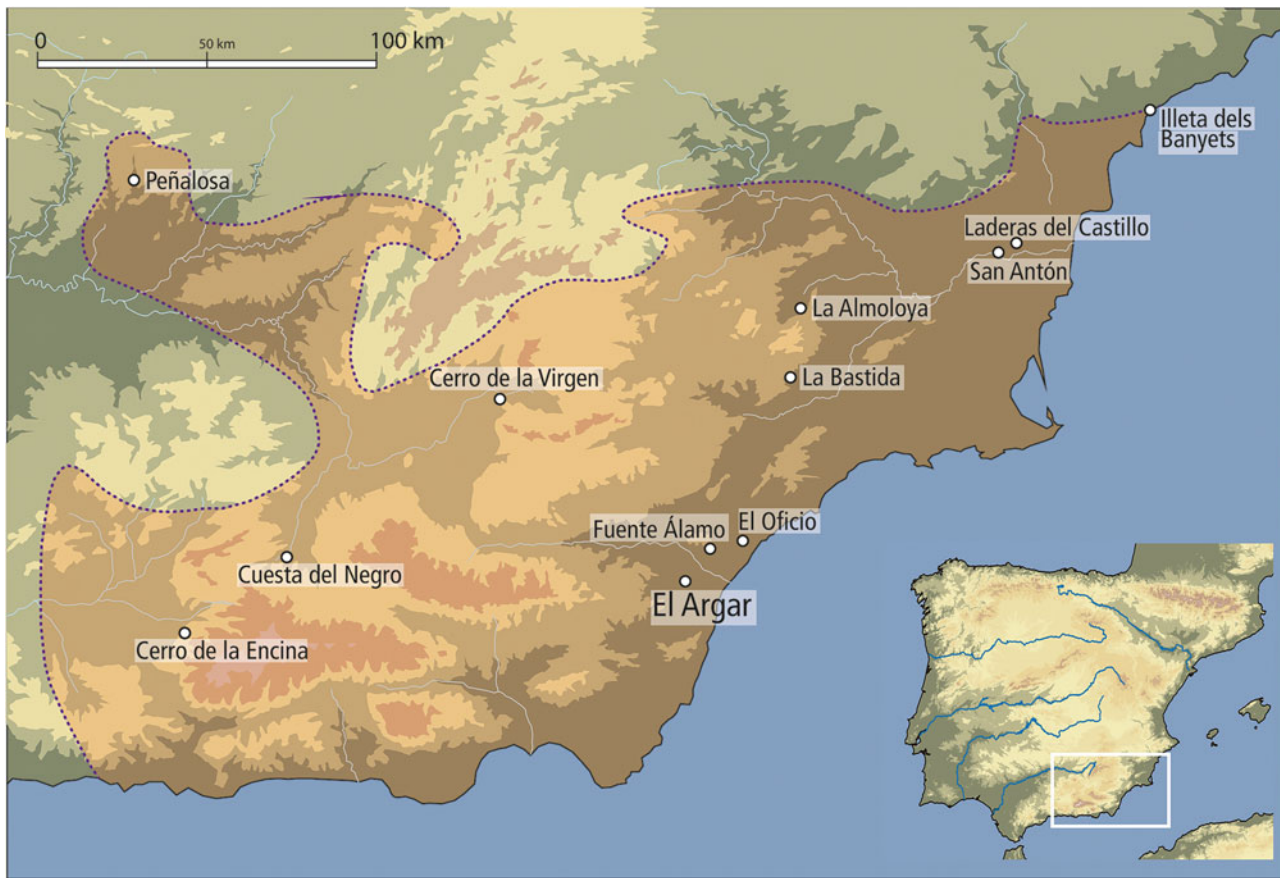 0
50 km
100 km
Illeta dels
Banyets
Peñalosa
Laderas del Castillo
San Antón
La Almoloya
Cerro de la Virgen
La Bastida
Fuente Álamo
El Oficio
Cuesta del Negro
El Argar
Cerro de la Encina